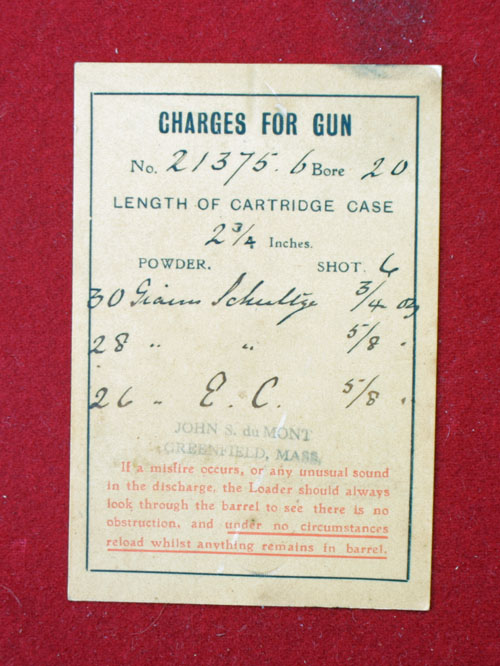 CHARGES FOR GUN
No. 21375.6 Bore 20
LENGTH OF CARTRIDGE CASE
2 3/4 Inches.
POWDER. SHOT. 6
30 Grains Schultze 3/4 oz
28 " " 5/8 "
26 " E. C. 5/8 "
JOHN S. du MONT
GREENFIELD, MASS.
If a misfire occurs, or any unusual sound
in the discharge, the Loader should always
look through the barrel to see there is no
obstruction, and under no circumstances
reload whilst anything remains in barrel.